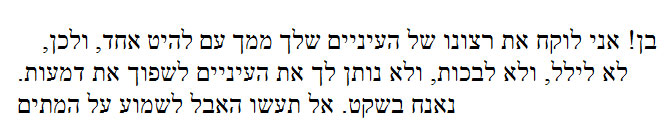 בן! אני לוקח את רצונו של העיניים שלך ממך עם להיט אחד, ולכן,
לא לילל, ולא לבכות, ולא נותן לך את העיניים לשפוך את דמעות.
נאנח בשקט. אל תעשו האבל לשמוע על המתים